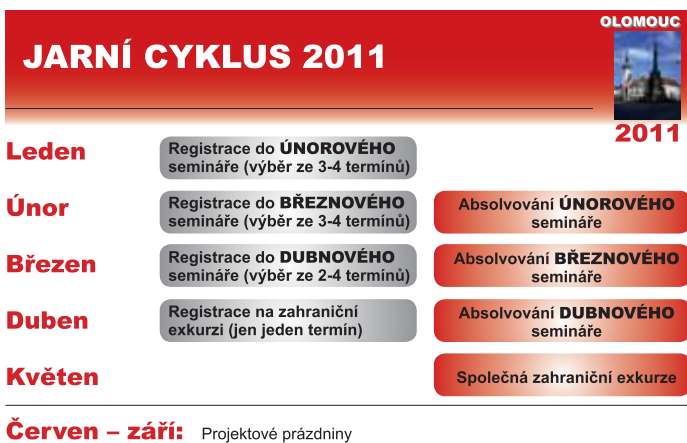 OLOMOUC
JARNÍ CYKLUS 2011
2011
Leden
Registrace do ÚNOROVÉHO
semináře (výběr ze 3-4 termínů)
Únor
Registrace do BŘEZNOVÉHO
semináře (výběr ze 3-4 termínů)
Absolvování ÚNOROVÉHO
semináře
Březen
Registrace do DUBNOVÉHO
semináře (výběr ze 2-4 termínů)
Absolvování BŘEZNOVÉHO
semináře
Duben
Registrace na zahraniční
exkurzi (jen jeden termín)
Absolvování DUBNOVÉHO
semináře
Květen
Společná zahraniční exkurze
Červen – září: Projektové prázdniny